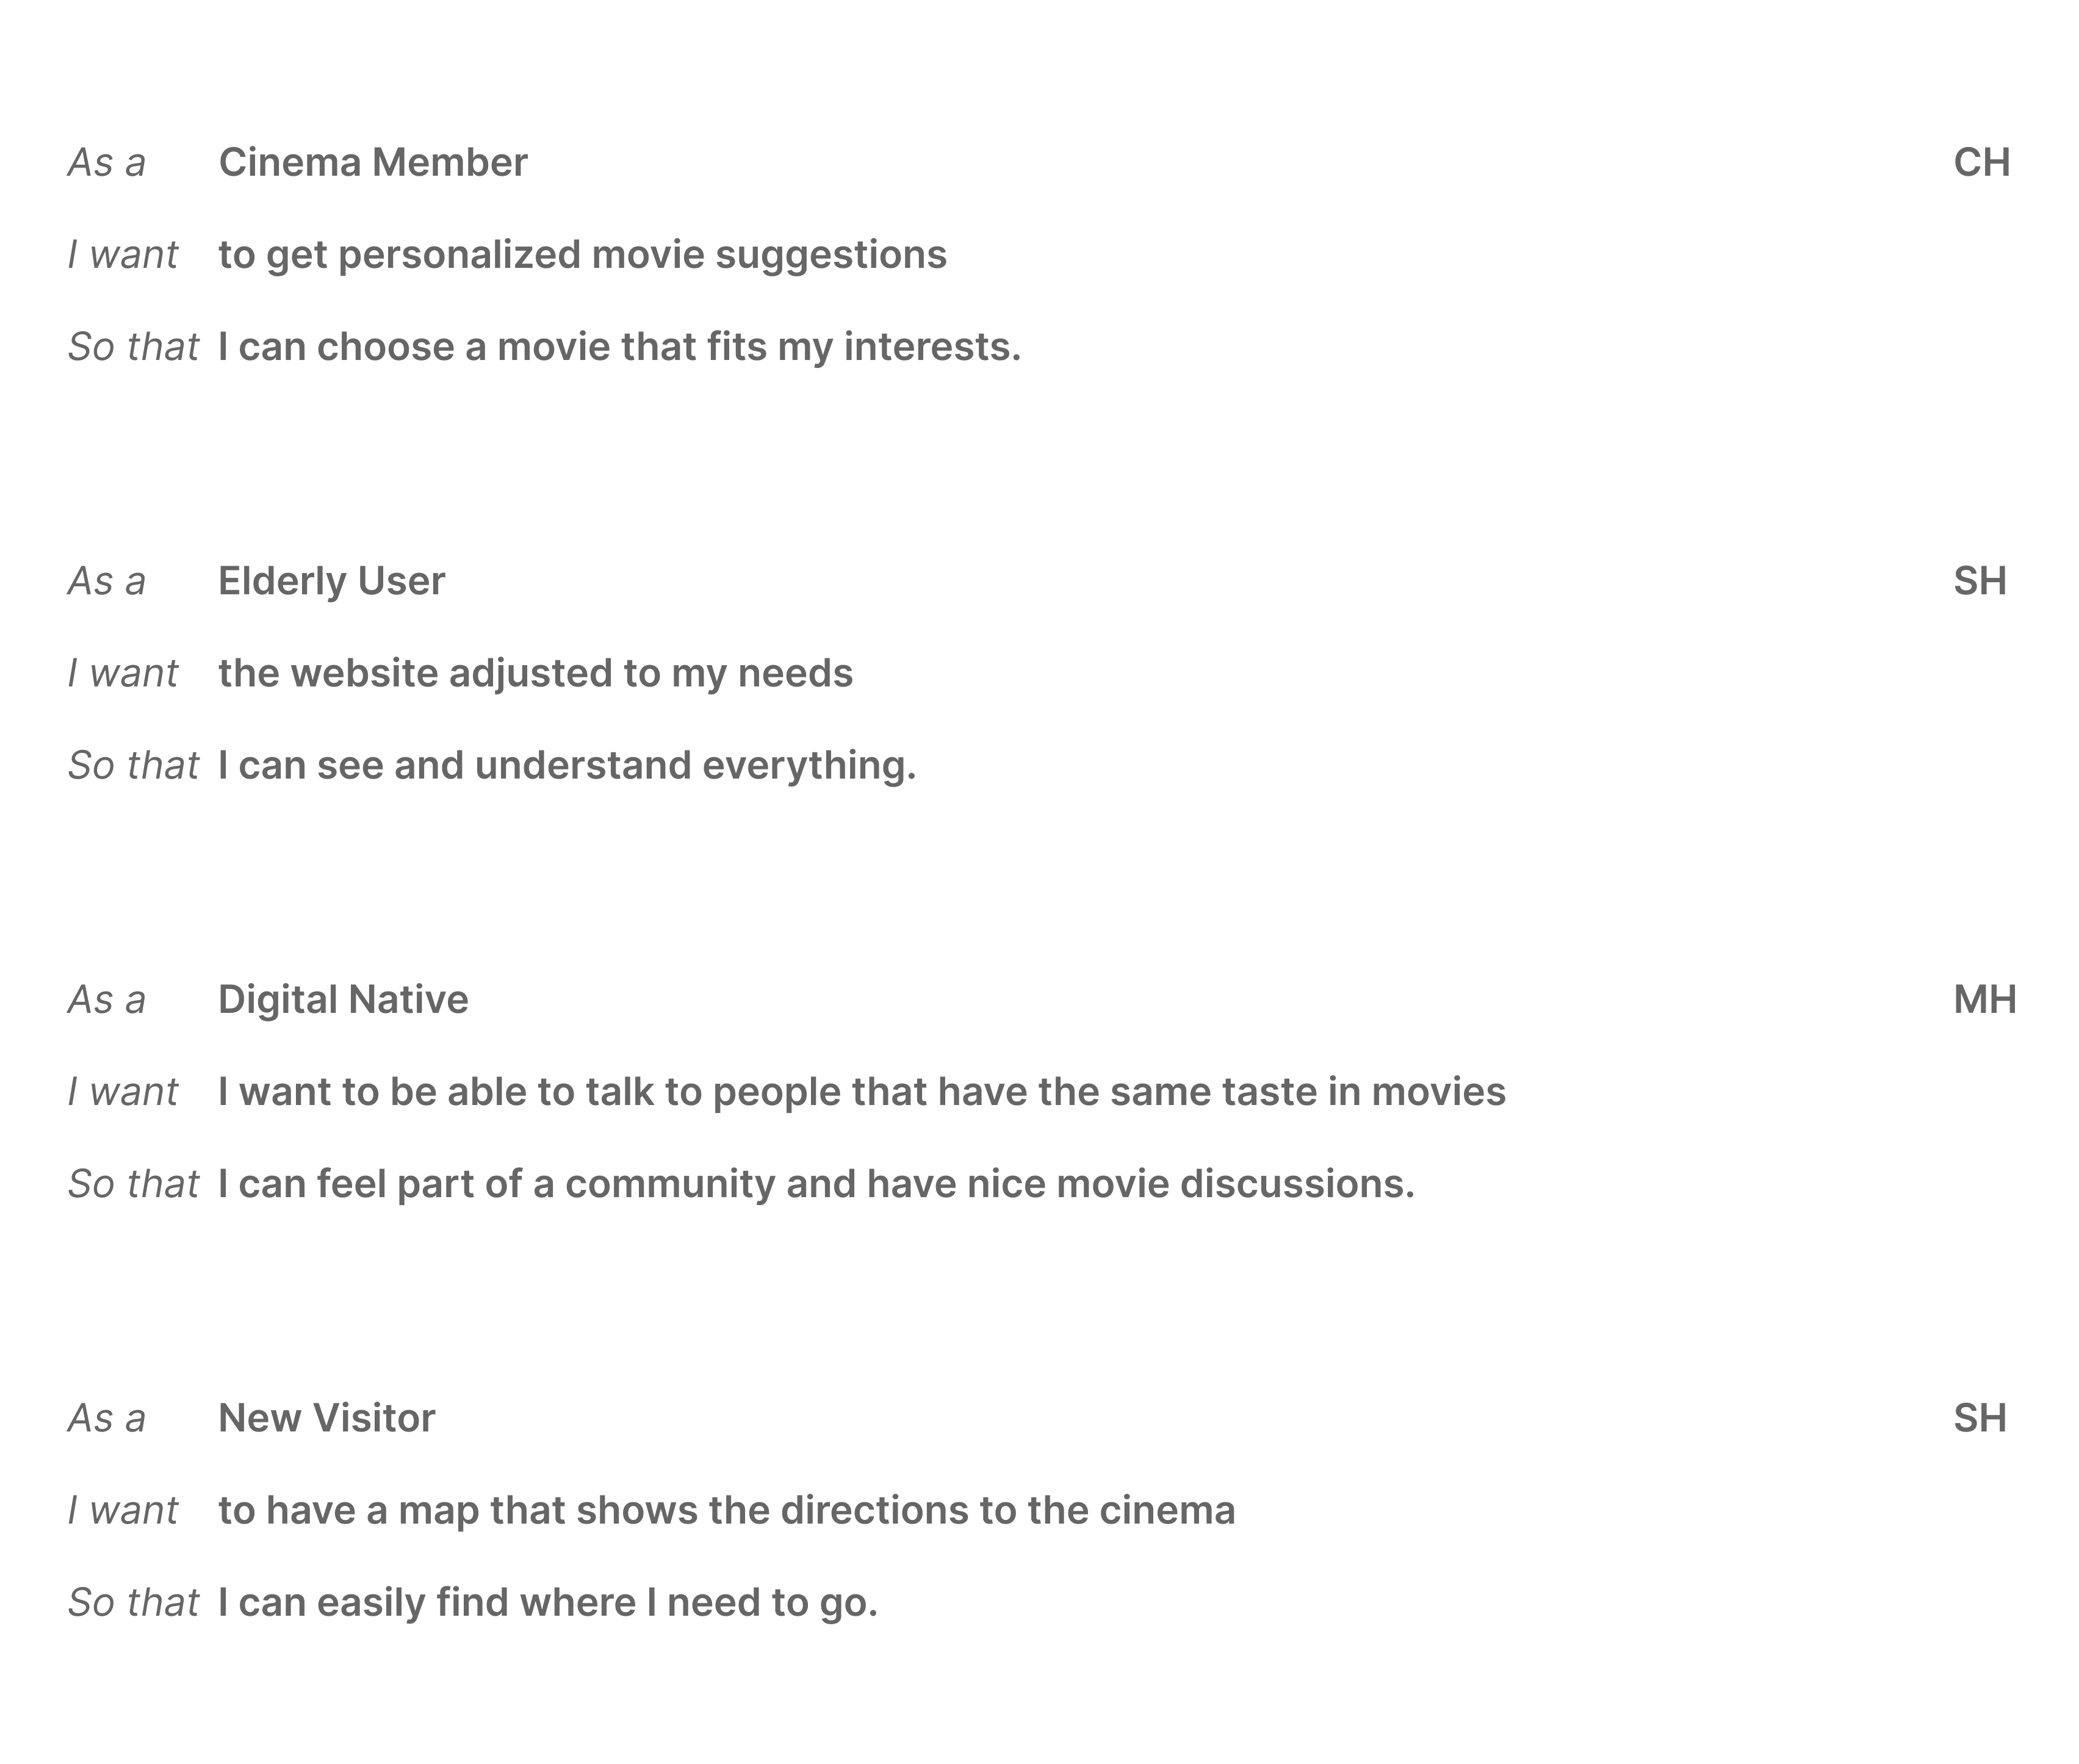 As a Cinema Member CH
I want to get personalized movie suggestions
So that I can choose a movie that fits my interests.
As a Elderly User SH
I want the website adjusted to my needs
So that I can see and understand everything.
As a Digital Native MH
I want I want to be able to talk to people that have the same taste in movies
So that I can feel part of a community and have nice movie discussions.
As a New Visitor SH
I want to have a map that shows the directions to the cinema
So that I can easily find where I need to go.